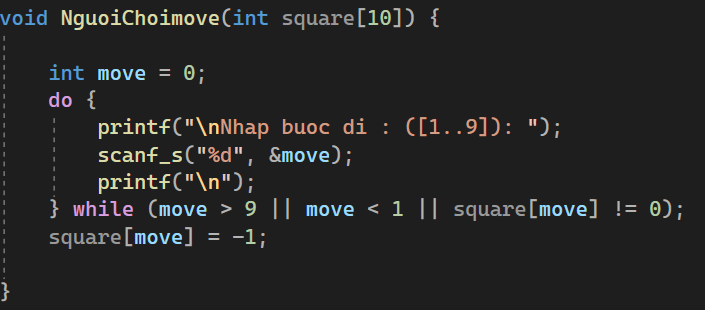 void NguoiChoimove(int square[10]) {
int move = 0;
do {
printf("\nNhap buoc di : ([1..9]): ");
scanf_s("%d", &move);
printf("\n");
} while (move > 9 || move < 1 || square[move] != 0);
square[move] = -1;
}